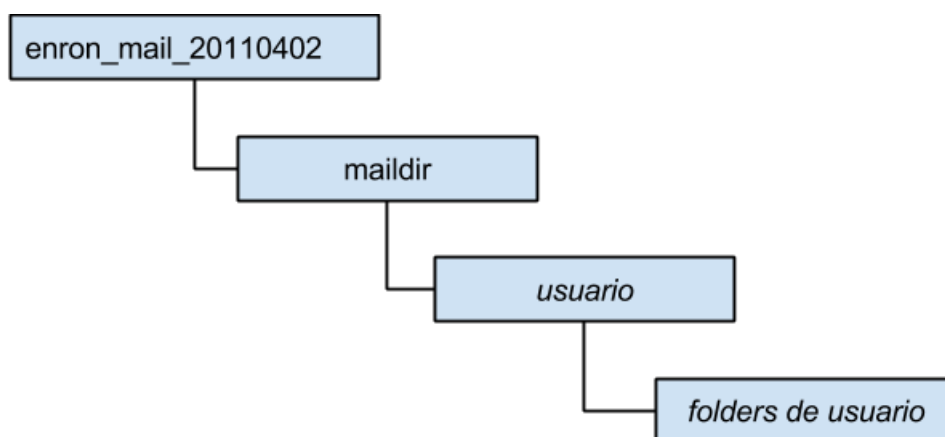 enron_mail_20110402
maildir
usuario
folders de usuario